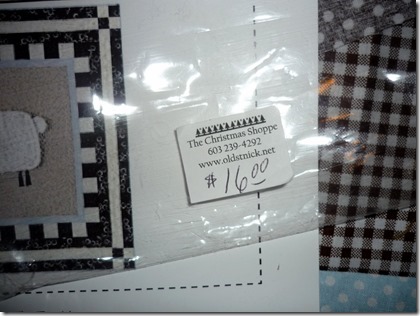 The Christmas Shoppe
603 239-4292
www.oldstnick.net
$ 16.00